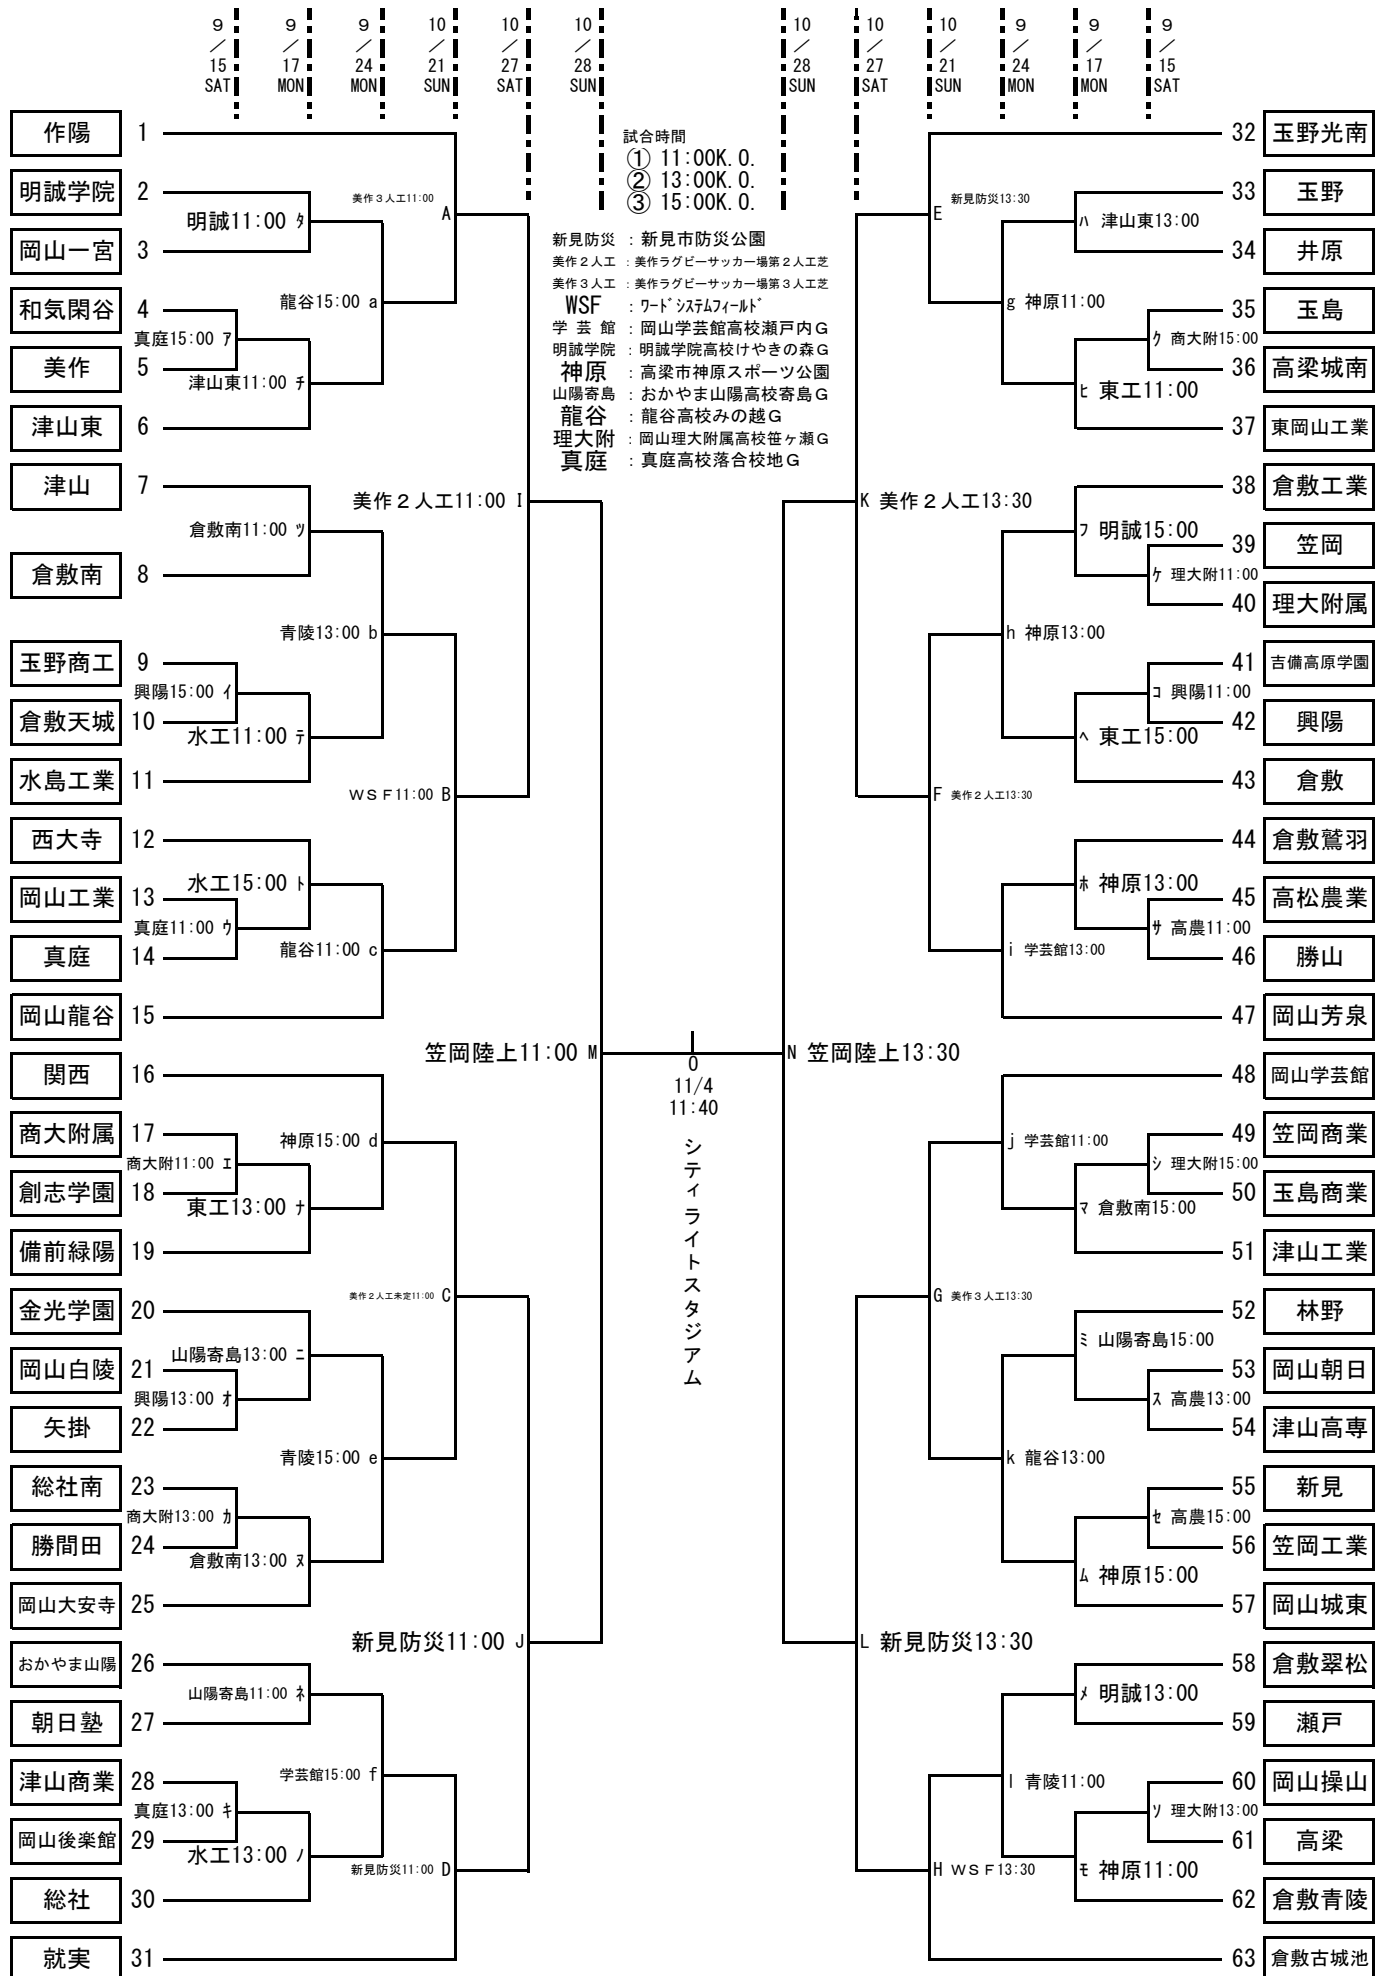 9／15 SAT
9／17 MON
9／24 MON
10／21 SUN
10／27 SAT
10／28 SUN
10／28 SUN
10／27 SAT
10／21 SUN
9／24 MON
9／17 MON
9／15 SAT
試合時間
① 11:00K.O.
② 13:00K.O.
③ 15:00K.O.
新見防災 : 新見市防災公園
美作２人工 : 美作ラグビーサッカー場第２人工芝
美作３人工 : 美作ラグビーサッカー場第３人工芝
WSF : ﾜｰﾄﾞｼｽﾃﾑﾌｨｰﾙﾄﾞ
学芸館 : 岡山学芸館高校瀬戸内Ｇ
明誠学院 : 明誠学院高校けやきの森Ｇ
神原 : 高梁市神原スポーツ公園
山陽寄島 : おかやま山陽高校寄島Ｇ
龍谷 : 龍谷高校みの越Ｇ
理大附 : 岡山理大附属高校笹ヶ瀬Ｇ
真庭 : 真庭高校落合校地Ｇ
作陽 1
美作３人工11:00 A
明誠学院 2
明誠11:00 ﾀ
岡山一宮 3
龍谷15:00 a
和気閑谷 4
真庭15:00 ｱ
美作 5
津山東11:00 ﾁ
津山東 6
津山 7
美作２人工11:00 I
倉敷南11:00 ﾂ
倉敷南 8
青陵13:00 b
玉野商工 9
興陽15:00 ｲ
倉敷天城 10
水工11:00 ﾃ
水島工業 11
ＷＳＦ11:00 B
西大寺 12
水工15:00 ﾄ
岡山工業 13
真庭11:00 ｳ
真庭 14
龍谷11:00 c
岡山龍谷 15
笠岡陸上11:00 M
関西 16
商大附属 17
神原15:00 d
商大附11:00 ｴ
創志学園 18
東工13:00 ﾅ
備前緑陽 19
美作２人工未定11:00 C
金光学園 20
山陽寄島13:00 ﾆ
岡山白陵 21
興陽13:00 ｵ
矢掛 22
青陵15:00 e
総社南 23
商大附13:00 ｶ
勝間田 24
倉敷南13:00 ﾇ
岡山大安寺 25
新見防災11:00 J
おかやま山陽 26
山陽寄島11:00 ﾈ
朝日塾 27
学芸館15:00 f
津山商業 28
真庭13:00 ｷ
岡山後楽館 29
水工13:00 ﾉ
新見防災11:00 D
総社 30
就実 31
O
11/4
11:40
シティライトスタジアム
32 玉野光南
E 新見防災13:30
33 玉野
ﾊ 津山東13:00
34 井原
g 神原11:00
35 玉島
ｸ 商大附15:00
36 高梁城南
ﾋ 東工11:00
37 東岡山工業
38 倉敷工業
K 美作２人工13:30
ﾌ 明誠15:00
39 笠岡
ｹ 理大附11:00
40 理大附属
h 神原13:00
41 吉備高原学園
ｺ 興陽11:00
42 興陽
ﾍ 東工15:00
43 倉敷
F 美作２人工13:30
44 倉敷鷲羽
ﾎ 神原13:00
45 高松農業
ｻ 高農11:00
46 勝山
i 学芸館13:00
47 岡山芳泉
N 笠岡陸上13:30
48 岡山学芸館
49 笠岡商業
j 学芸館11:00
ｼ 理大附15:00
50 玉島商業
ﾏ 倉敷南15:00
51 津山工業
G 美作３人工13:30
52 林野
ﾐ 山陽寄島15:00
53 岡山朝日
ｽ 高農13:00
54 津山高専
k 龍谷13:00
55 新見
ｾ 高農15:00
56 笠岡工業
ﾑ 神原15:00
57 岡山城東
L 新見防災13:30
58 倉敷翠松
ﾒ 明誠13:00
59 瀬戸
l 青陵11:00
60 岡山操山
ｿ 理大附13:00
61 高梁
ﾓ 神原11:00
H ＷＳＦ13:30
62 倉敷青陵
63 倉敷古城池